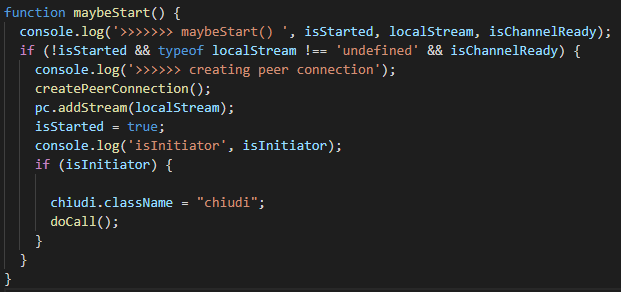 function maybeStart() {
  console.log('>>>>>>> maybeStart() ', isStarted, localStream, isChannelReady);
  if (!isStarted && typeof localStream !== 'undefined' && isChannelReady) {
    console.log('>>>>>> creating peer connection');
    createPeerConnection();
    pc.addStream(localStream);
    isStarted = true;
    console.log('isInitiator', isInitiator);
    if (isInitiator) {

      chiudi.className = "chiudi";
      doCall();
    }
  }
}